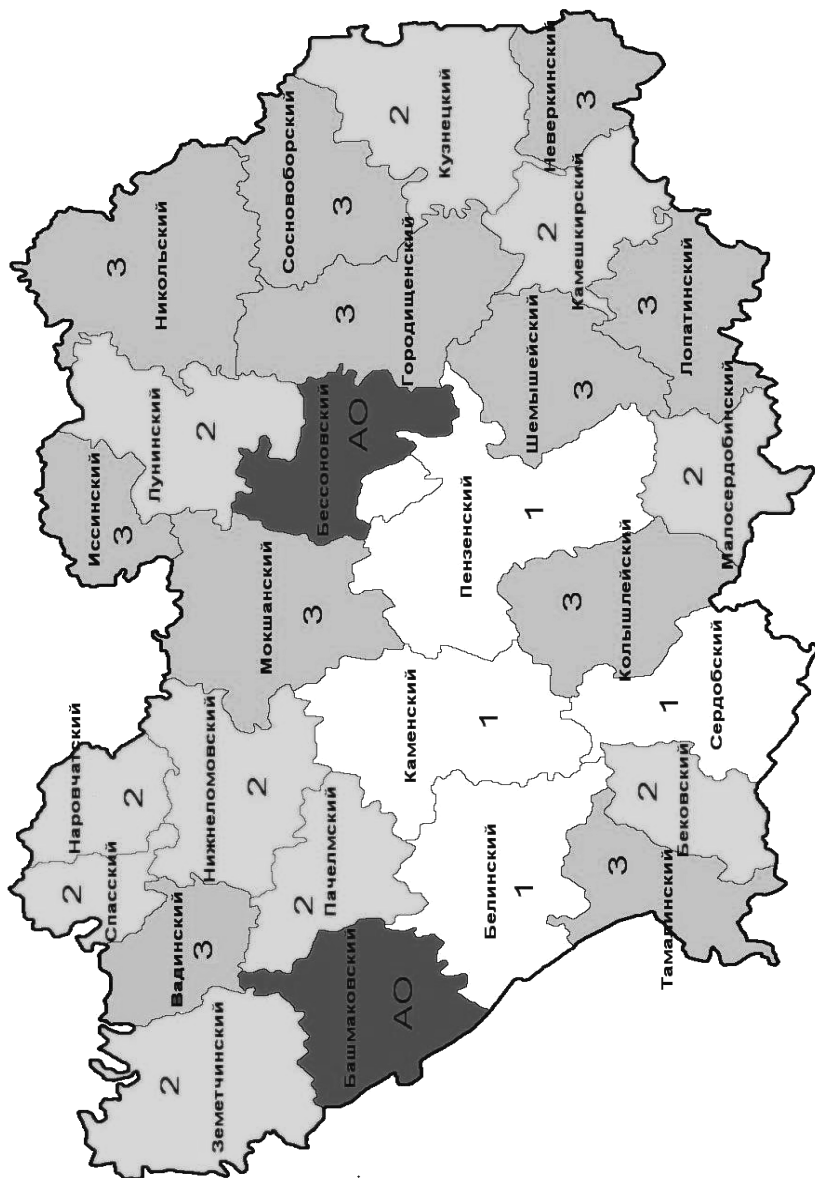 Земетчинский
2
Вадинский
3
Спасский
2
Наровчатский
2
Башмаковский
АО
Пачелмский
2
Нижнеломовский
2
Белинский
1
Каменский
1
Тамалинский
3
Бековский
2
Сердобский
1
Мокшанский
3
Иссинский
3
Лунинский
2
Бессоновский
АО
Пензенский
1
Колышлейский
3
Малосердобинский
2
Никольский
3
Городищенский
3
Сосновоборский
3
Шемышейский
3
Лопатинский
3
Камешкирский
2
Кузнецкий
2
Неверкинский
3